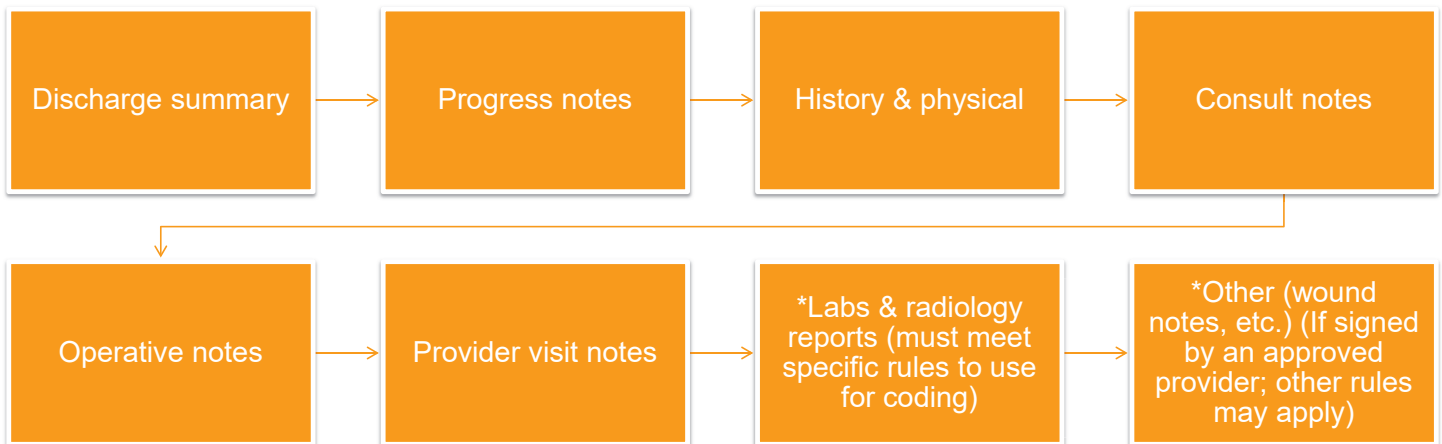 Discharge summary
Progress notes
History & physical
Consult notes
Operative notes
Provider visit notes
*Labs & radiology
reports (must meet
specific rules to use
for coding)
*Other (wound
notes, etc.) (If signed
by an approved
provider; other rules
may apply)